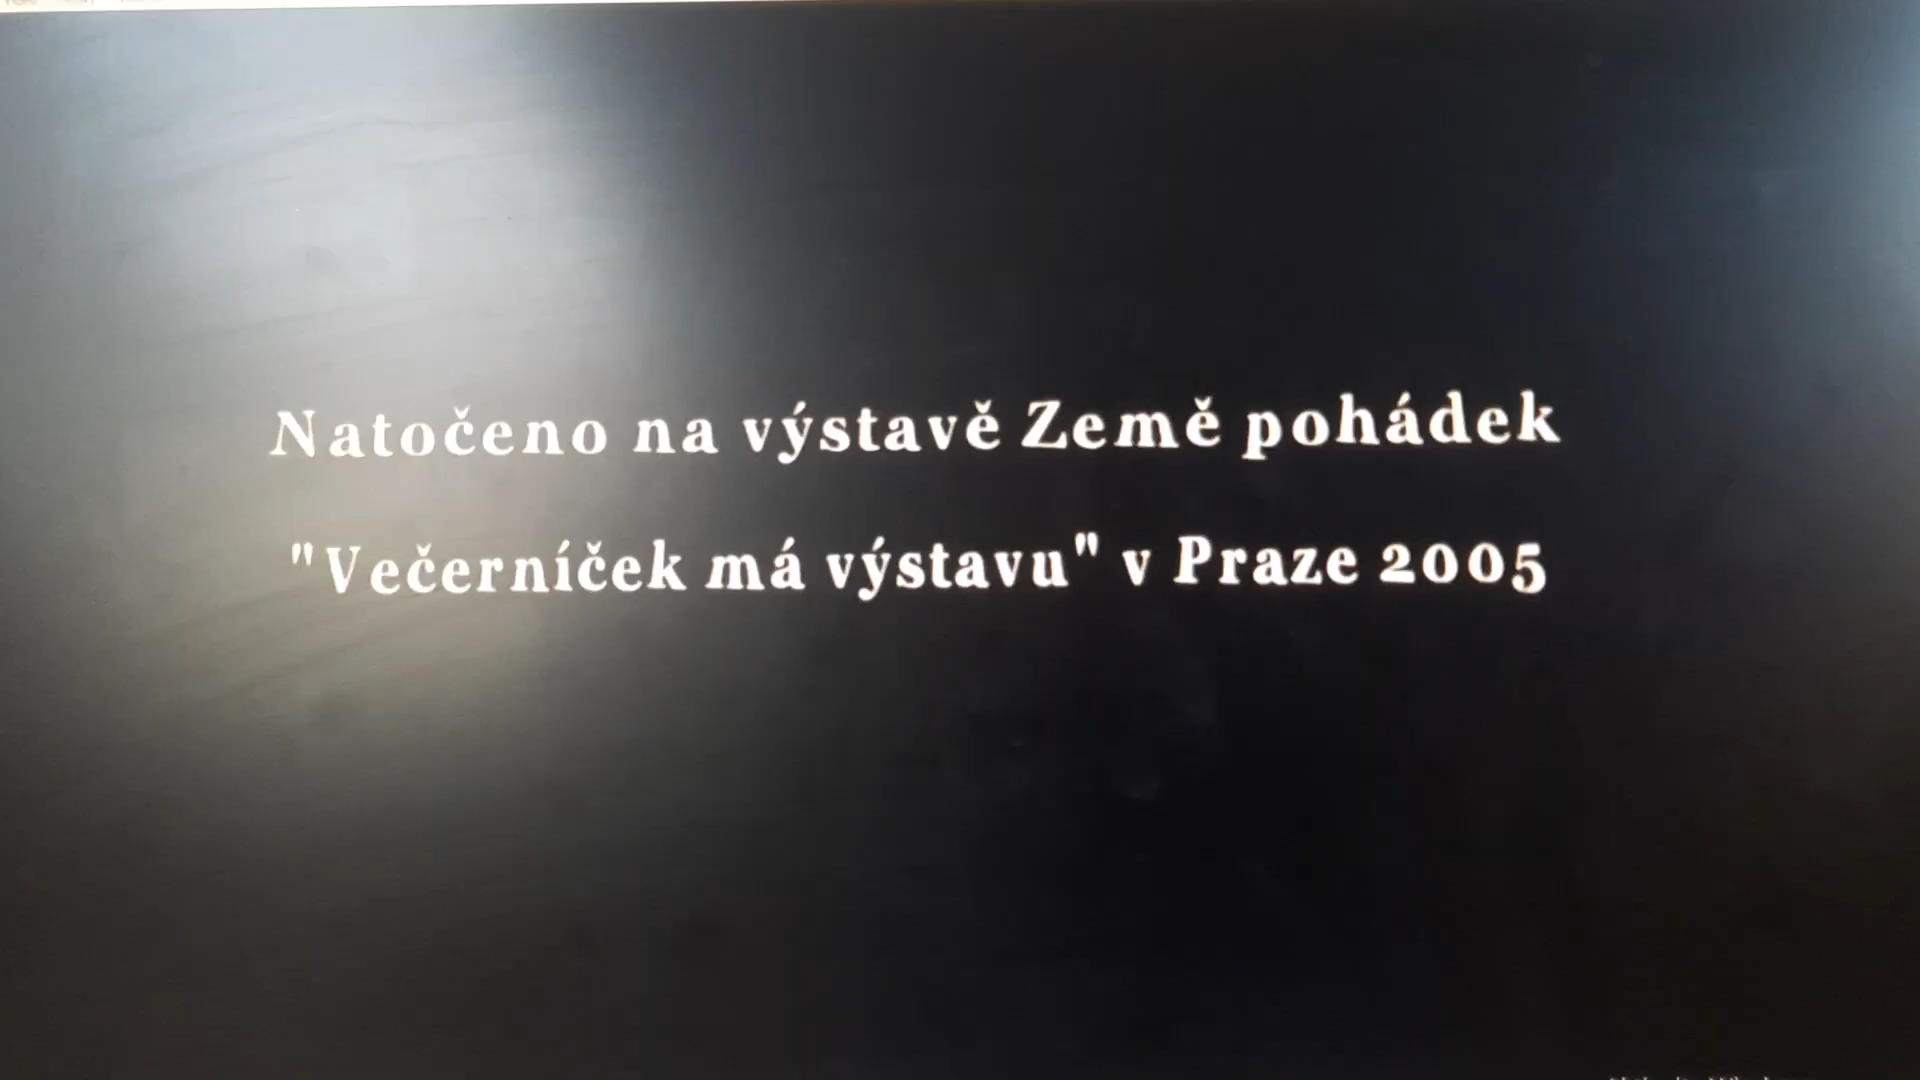 Natočeno na výstavě Země pohádek
"Večerníček má výstavu" v Praze 2005